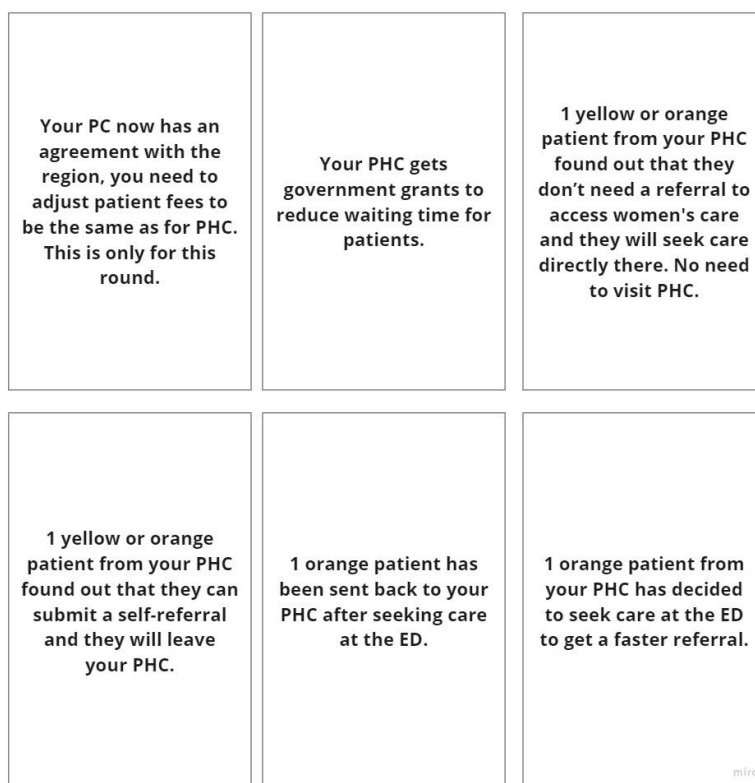 Your PC now has an
agreement with the
region, you need to
adjust patient fees to
be the same as for PHC.
This is only for this
round.
Your PHC gets
government grants to
reduce waiting time for
patients.
1 yellow or orange
patient from your PHC
found out that they
don’t need a referral to
access women's care
and they will seek care
directly there. No need
to visit PHC.
1 yellow or orange
patient from your PHC
found out that they can
submit a self-referral
and they will leave
your PHC.
1 orange patient has
been sent back to your
PHC after seeking care
at the ED.
1 orange patient from
your PHC has decided
to seek care at the ED
to get a faster referral.